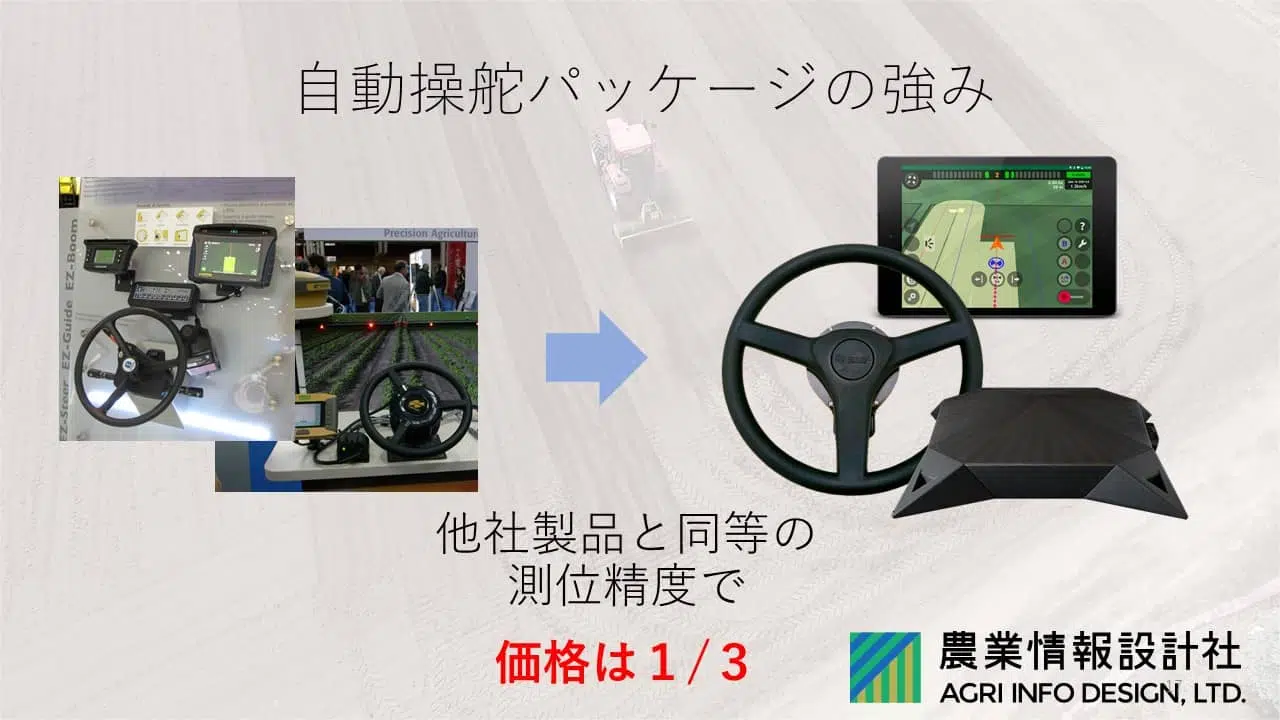 自動操舵パッケージの強み
Precision Agriculture
EZ-Steer EZ-Guide EZ-Boom
他社製品と同等の
測位精度で
価格は1/3
農業情報設計社
AGRI INFO DESIGN, LTD.
17